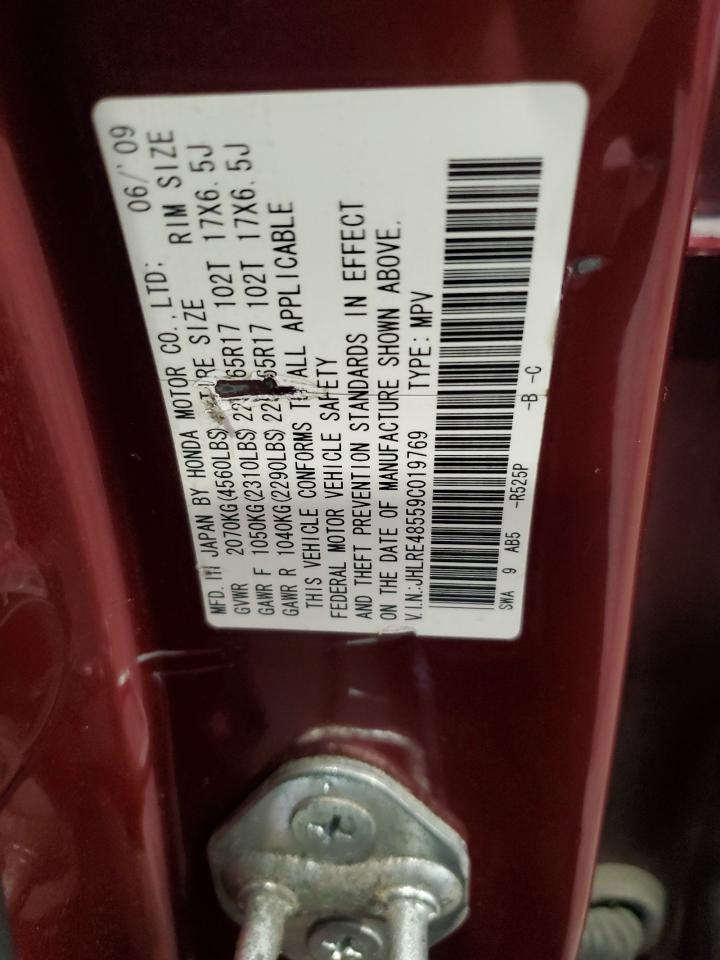 MFD. IN JAPAN BY HONDA MOTOR CO.,LTD: 06/'09
GVWR 2070KG(4560LBS) RE SIZE RIM SIZE
GAWR F 1050KG(2310LBS) 65R17 102T 17X6.5J
GAWR R 1040KG(2290LBS) 65R17 102T 17X6.5J
THIS VEHICLE CONFORMS ALL APPLICABLE
FEDERAL MOTOR VEHICLE SAFETY
AND THEFT PREVENTION STANDARDS IN EFFECT
ON THE DATE OF MANUFACTURE SHOWN ABOVE.
V.I.N.:JHLRE48559C019769 TYPE: MPV
SWA 9 AB5 -R525P -B -C